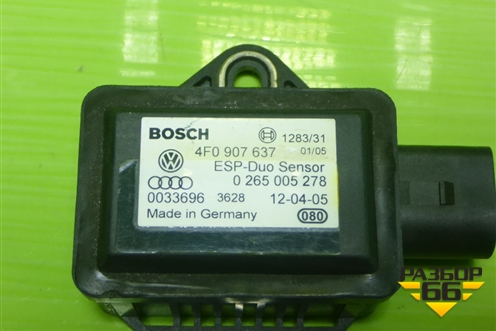 BOSCH 1283/31
4F0 907 637 01/05
ESP-Duo Sensor
0 265 005 278
0033696 3628 12-04-05
Made in Germany 080
РАЗБОР
66